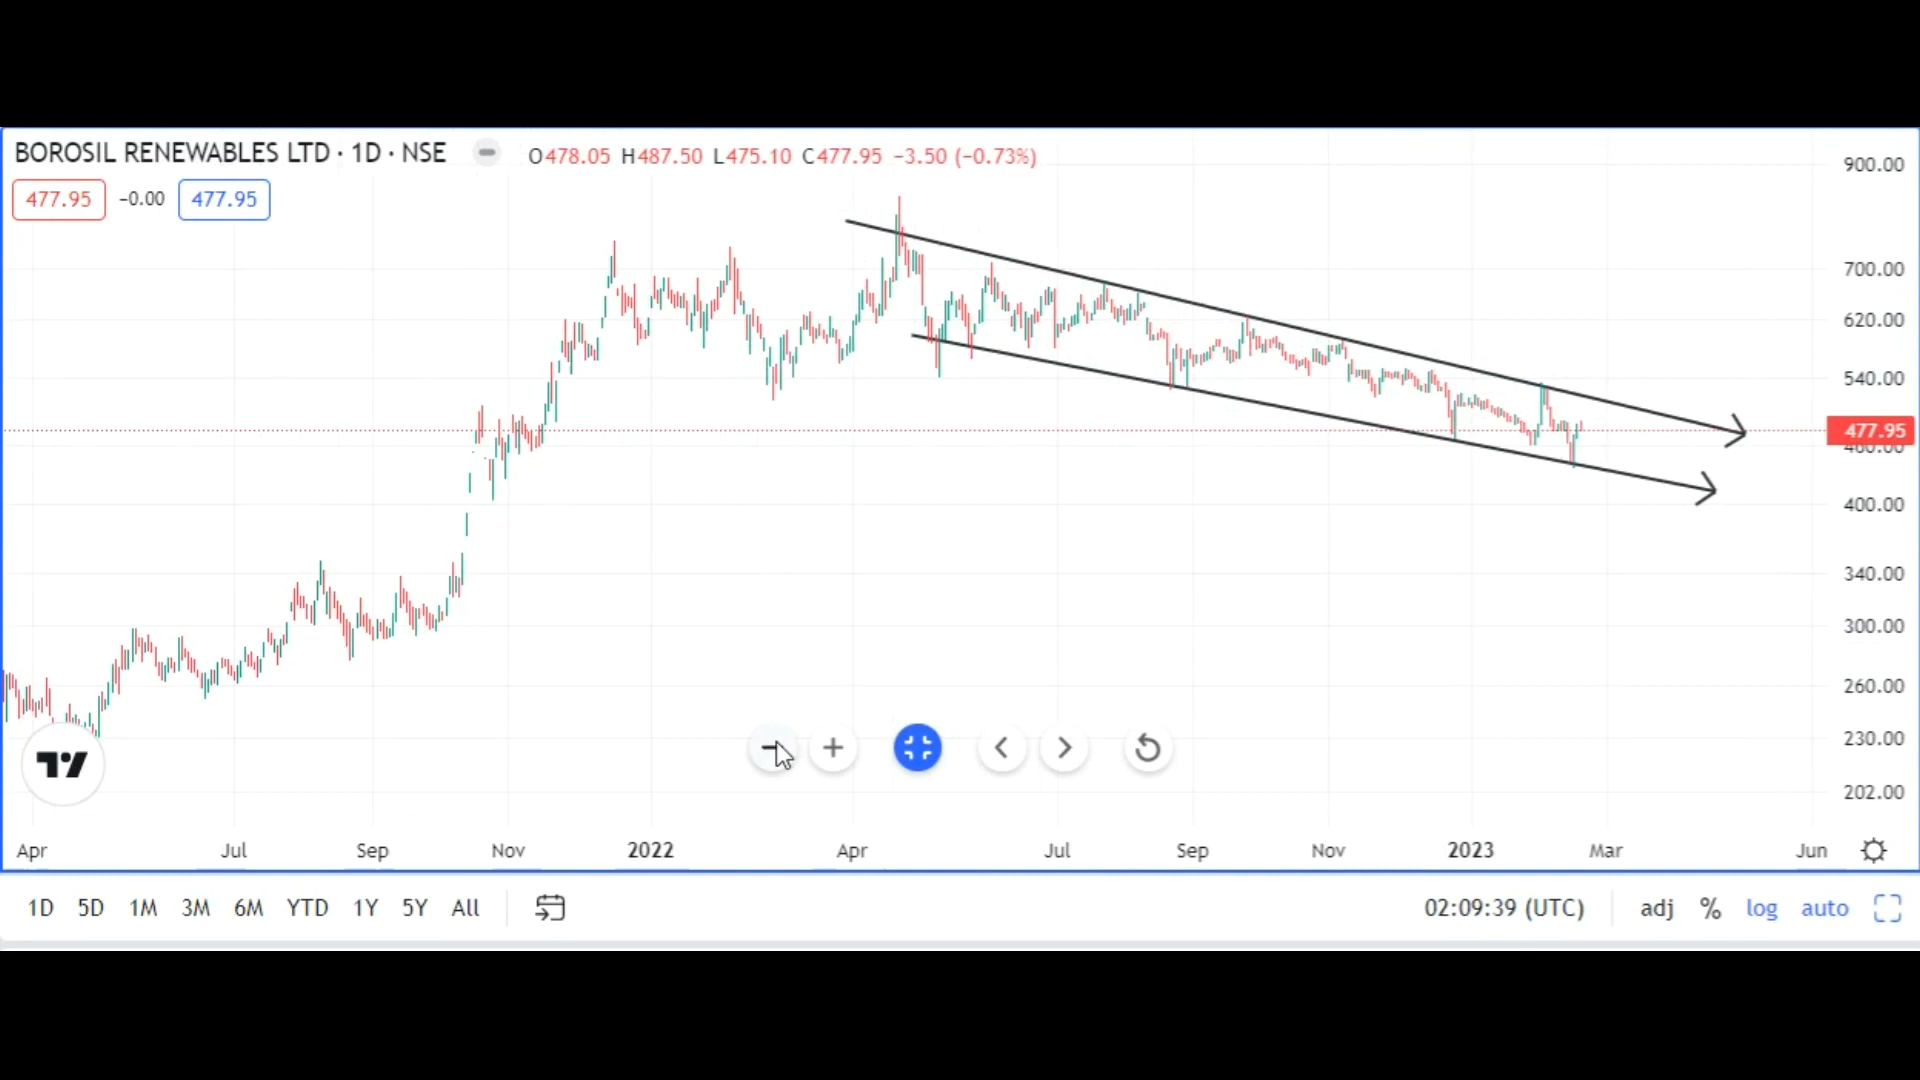 BOROSIL RENEWABLES LTD · 1D · NSE
O478.05 H487.50 L475.10 C477.95 −3.50 (−0.73%)
477.95 −0.00 477.95
900.00
700.00
620.00
540.00
477.95
460.00
400.00
340.00
300.00
260.00
230.00
202.00
Apr Jul Sep Nov 2022 Apr Jul Sep Nov 2023 Mar Jun
1D 5D 1M 3M 6M YTD 1Y 5Y All 02:09:39 (UTC) adj % log auto